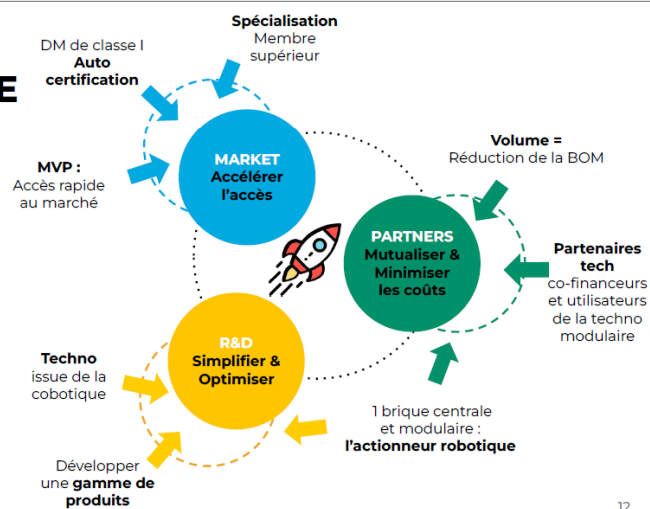 E
Spécialisation
Membre
supérieur
DM de classe I
Auto
certification
MVP :
Accès rapide
au marché
MARKET
Accélérer
l'accès
Volume =
Réduction de la BOM
PARTNERS
Mutualiser &
Minimiser
les coûts
Partenaires
tech
co-financeurs
et utilisateurs
de la techno
modulaire
R&D
Simplifier &
Optimiser
Techno
issue de la
cobotique
1 brique centrale
et modulaire :
l'actionneur robotique
Développer
une gamme de
produits
12